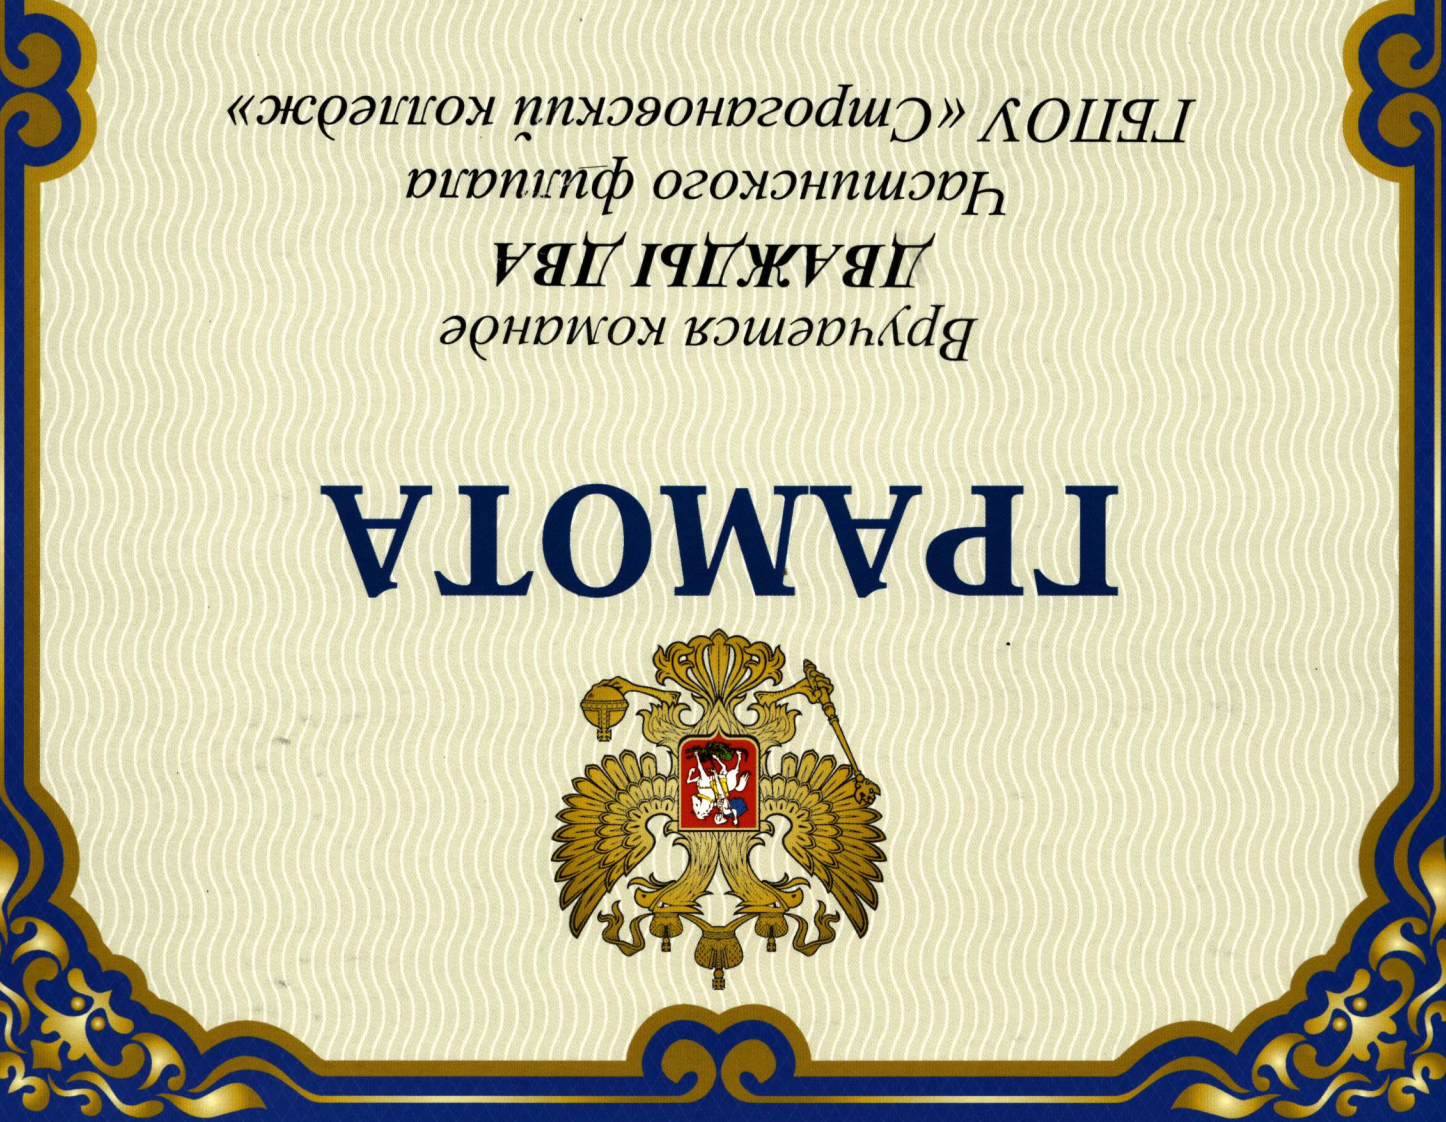 ГРАМОТА
Вручается команде
ДВАЖДЫ ДВА
Частинского филиала
ГБПОУ «Строгановский колледж»